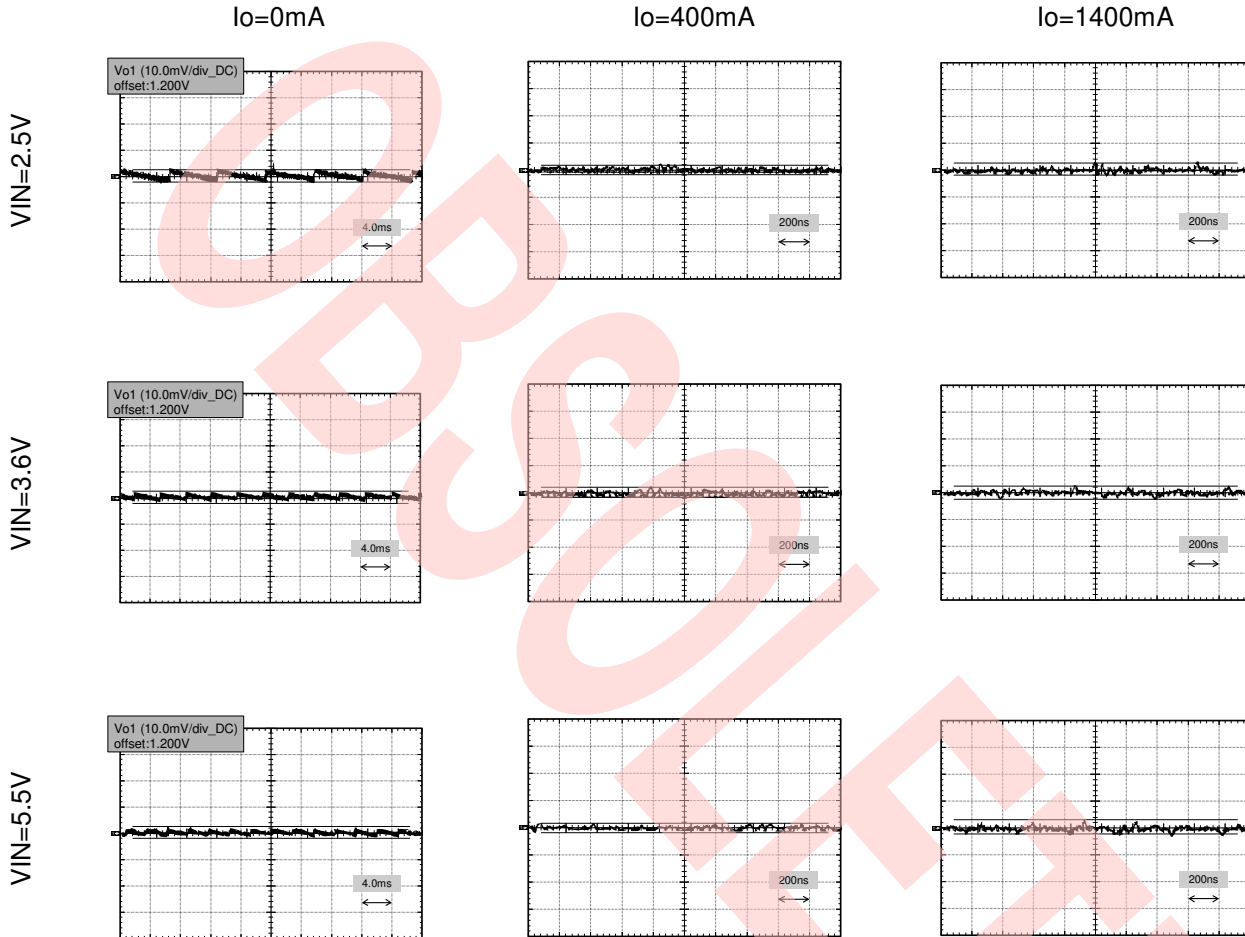 Io=0mA
Io=400mA
Io=1400mA
VIN=2.5V
Vo1 (10.0mV/div_DC)
offset:1.200V
4.0ms
200ns
200ns
VIN=3.6V
Vo1 (10.0mV/div_DC)
offset:1.200V
4.0ms
200ns
200ns
VIN=5.5V
Vo1 (10.0mV/div_DC)
offset:1.200V
4.0ms
200ns
200ns
OBSOLET